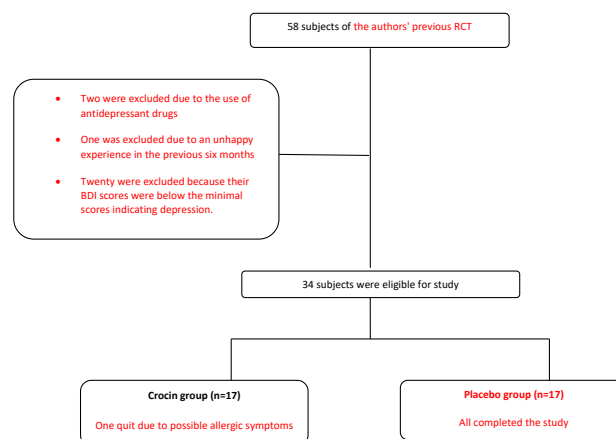 58 subjects of the authors' previous RCT
• Two were excluded due to the use of
antidepressant drugs
• One was excluded due to an unhappy
experience in the previous six months
• Twenty were excluded because their
BDI scores were below the minimal
scores indicating depression.
34 subjects were eligible for study
Crocin group (n=17)
One quit due to possible allergic symptoms
Placebo group (n=17)
All completed the study